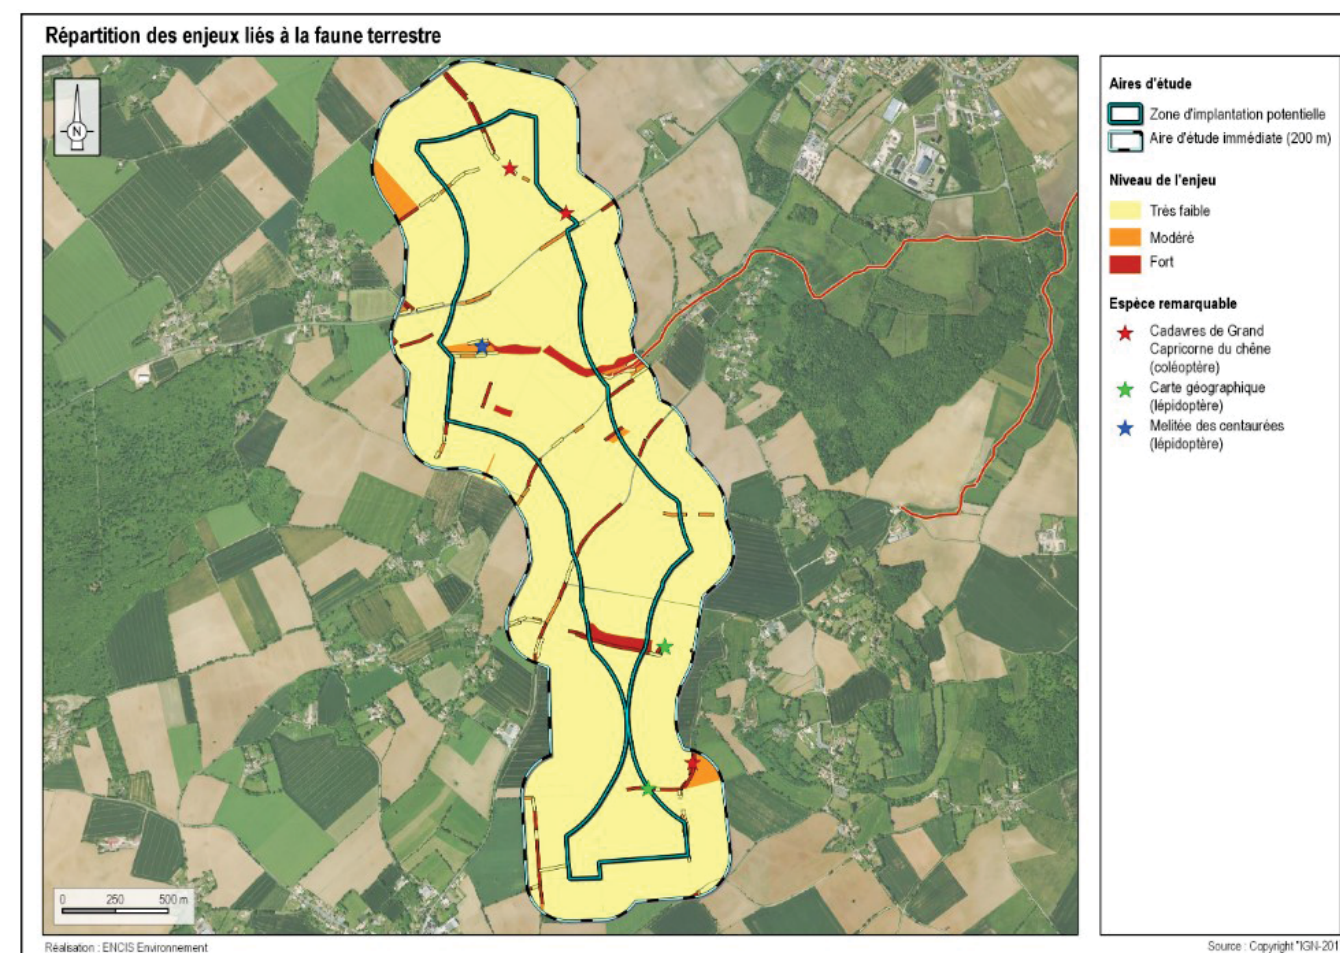 Répartition des enjeux liés à la faune terrestre
N
0 250 500 m
Réalisation : ENCIS Environnement
Aires d'étude
Zone d'implantation potentielle
Aire d'étude immédiate (200 m)
Niveau de l'enjeu
Très faible
Modéré
Fort
Espèce remarquable
Cadavres de Grand
Capricorne du chêne
(coléoptère)
Carte géographique
(lépidoptère)
Melitée des centaurées
(lépidoptère)
Source : Copyright "IGN-201